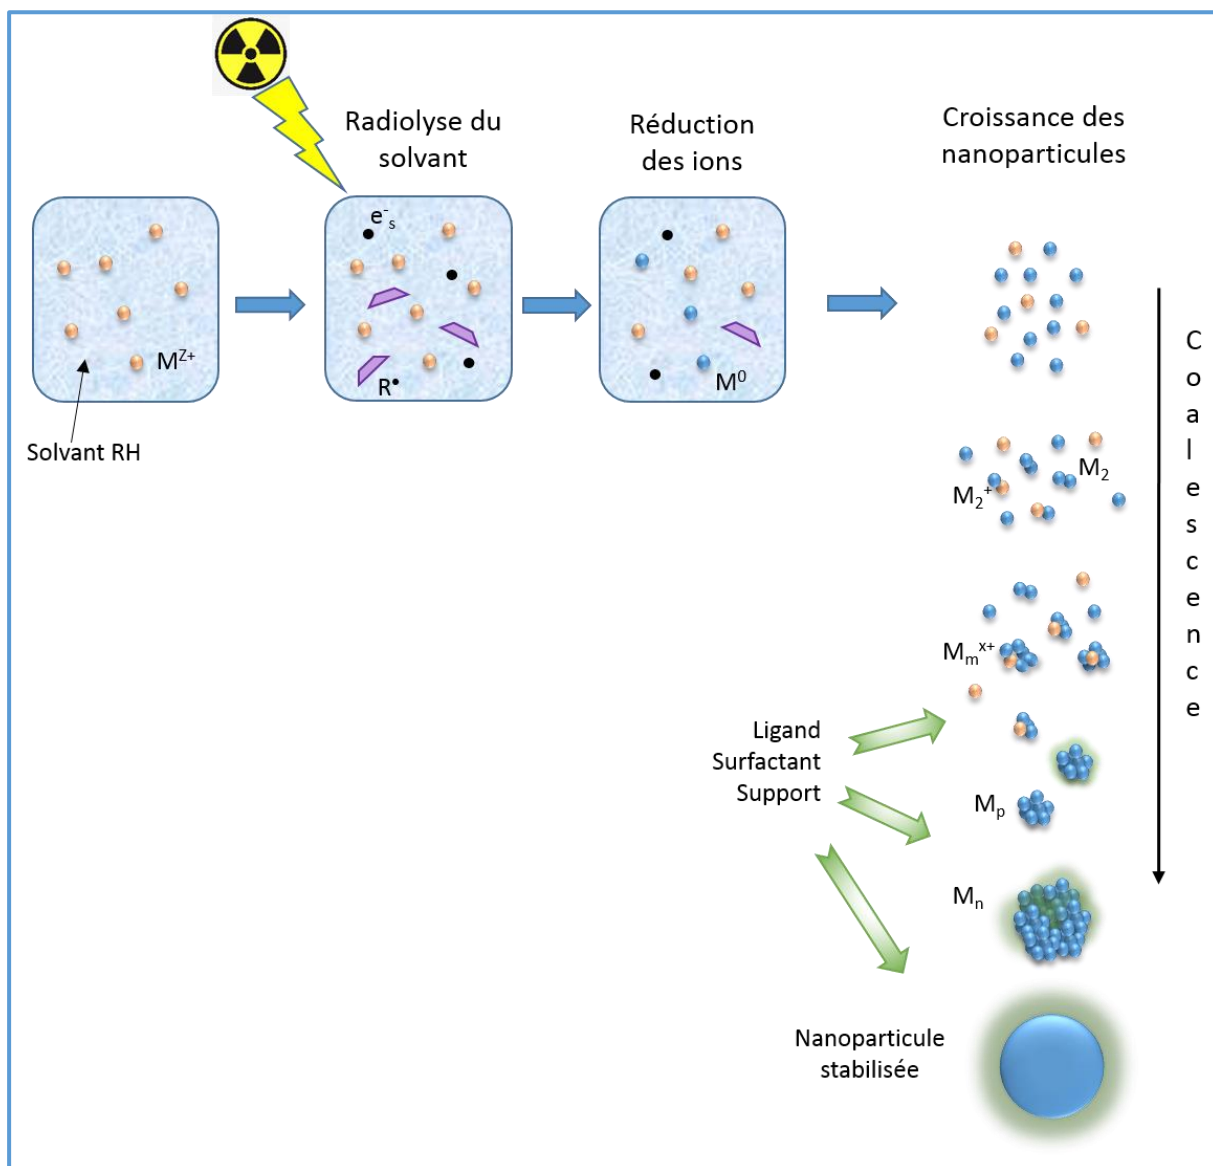 Radiolyse du
solvant
Réduction
des ions
Croissance des
nanoparticules
e⁻ₛ
M^Z+
R•
M⁰
Solvant RH
Coalescence
M₂
M₂⁺
Mₘˣ⁺
Ligand
Surfactant
Support
Mₚ
Mₙ
Nanoparticule
stabilisée